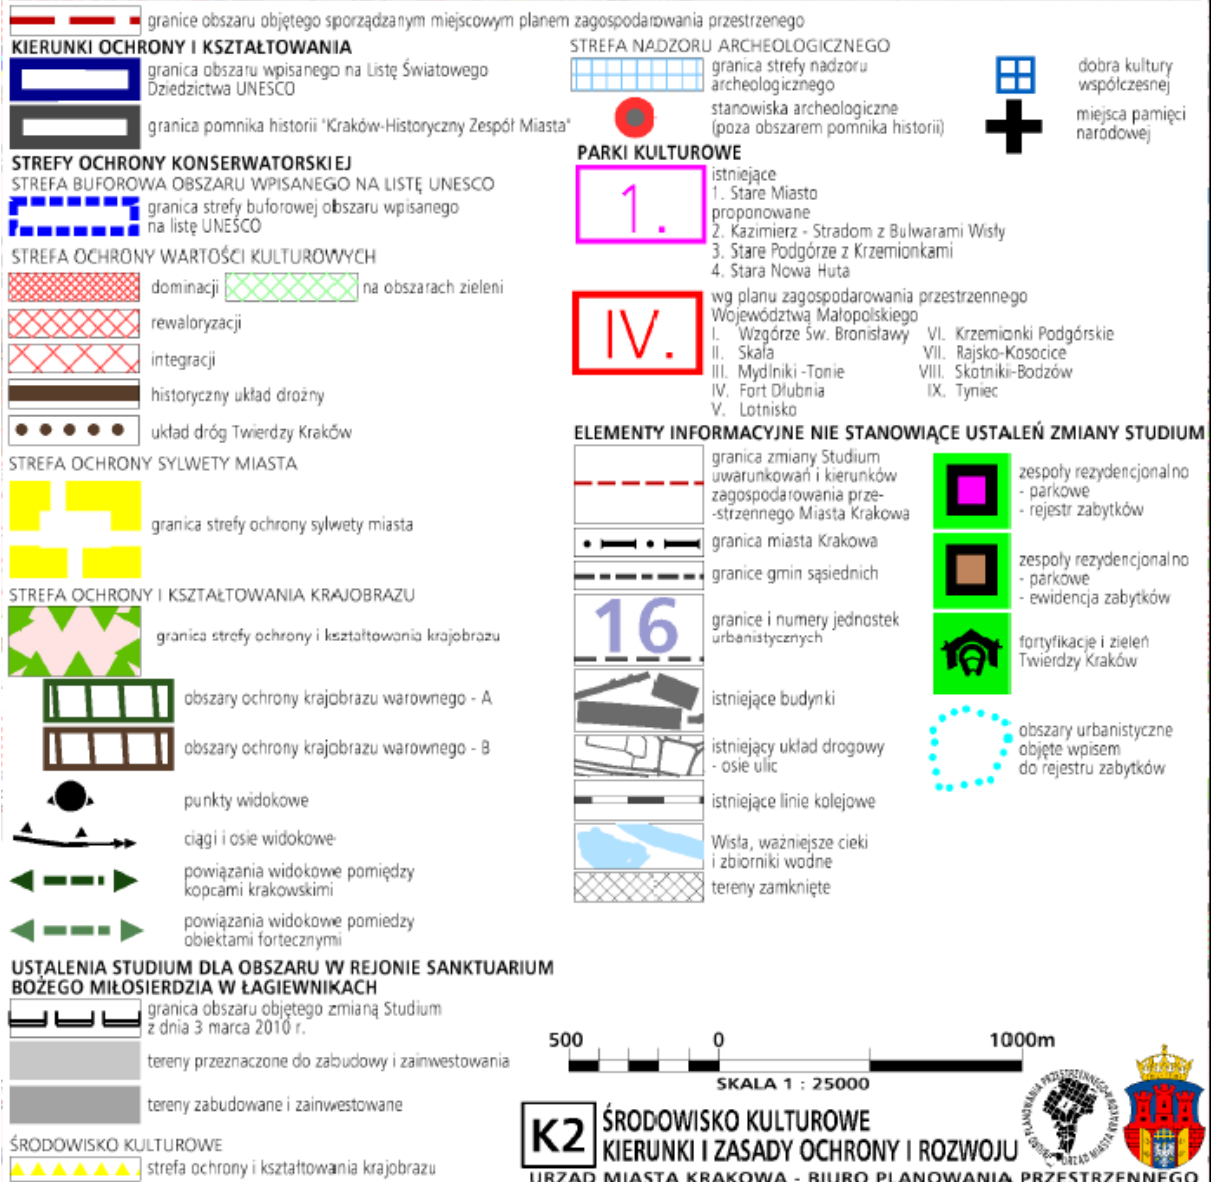 granice obszaru objętego sporządzanym miejscowym planem zagospodarowania przestrzenego
KIERUNKI OCHRONY I KSZTAŁTOWANIA
granica obszaru wpisanego na Listę Światowego
Dziedzictwa UNESCO
granica pomnika historii "Kraków-Historyczny Zespół Miasta"
STREFY OCHRONY KONSERWATORSKIEJ
STREFA BUFOROWA OBSZARU WPISANEGO NA LISTĘ UNESCO
granica strefy buforowej obszaru wpisanego
na listę UNESCO
STREFA OCHRONY WARTOŚCI KULTUROWYCH
dominacji
na obszarach zieleni
rewaloryzacji
integracji
historyczny układ drożny
układ dróg Twierdzy Kraków
STREFA OCHRONY SYLWETY MIASTA
granica strefy ochrony sylwety miasta
STREFA OCHRONY I KSZTAŁTOWANIA KRAJOBRAZU
granica strefy ochrony i kształtowania krajobrazu
obszary ochrony krajobrazu warownego - A
obszary ochrony krajobrazu warownego - B
punkty widokowe
ciągi i osie widokowe
powiązania widokowe pomiędzy
kopcami krakowskimi
powiązania widokowe pomiedzy
obiektami fortecznymi
USTALENIA STUDIUM DLA OBSZARU W REJONIE SANKTUARIUM
BOŻEGO MIŁOSIERDZIA W ŁAGIEWNIKACH
granica obszaru objętego zmianą Studium
z dnia 3 marca 2010 r.
tereny przeznaczone do zabudowy i zainwestowania
tereny zabudowane i zainwestowane
ŚRODOWISKO KULTUROWE
strefa ochrony i kształtowania krajobrazu
STREFA NADZORU ARCHEOLOGICZNEGO
granica strefy nadzoru
archeologicznego
stanowiska archeologiczne
(poza obszarem pomnika historii)
dobra kultury
współczesnej
miejsca pamięci
narodowej
PARKI KULTUROWE
1.
istniejące
1. Stare Miasto
proponowane
2. Kazimierz - Stradom z Bulwarami Wisły
3. Stare Podgórze z Krzemionkami
4. Stara Nowa Huta
IV.
wg planu zagospodarowania przestrzennego
Województwa Małopolskiego
I. Wzgórze Św. Bronisławy
II. Skała
III. Mydlniki -Tonie
IV. Fort Dłubnia
V. Lotnisko
VI. Krzemionki Podgórskie
VII. Rajsko-Kosocice
VIII. Skotniki-Bodzów
IX. Tyniec
ELEMENTY INFORMACYJNE NIE STANOWIĄCE USTALEŃ ZMIANY STUDIUM
granica zmiany Studium
uwarunkowań i kierunków
zagospodarowania prze-
-strzennego Miasta Krakowa
granica miasta Krakowa
granice gmin sąsiednich
16
granice i numery jednostek
urbanistycznych
istniejące budynki
istniejący układ drogowy
- osie ulic
istniejące linie kolejowe
Wisła, ważniejsze cieki
i zbiorniki wodne
tereny zamknięte
zespoły rezydencjonalno
- parkowe
- rejestr zabytków
zespoły rezydencjonalno
- parkowe
- ewidencja zabytków
fortyfikacje i zieleń
Twierdzy Kraków
obszary urbanistyczne
objęte wpisem
do rejestru zabytków
500 0 1000m
SKALA 1 : 25000
K2
ŚRODOWISKO KULTUROWE
KIERUNKI I ZASADY OCHRONY I ROZWOJU
URZĄD MIASTA KRAKOWA - BIURO PLANOWANIA PRZESTRZENNEGO